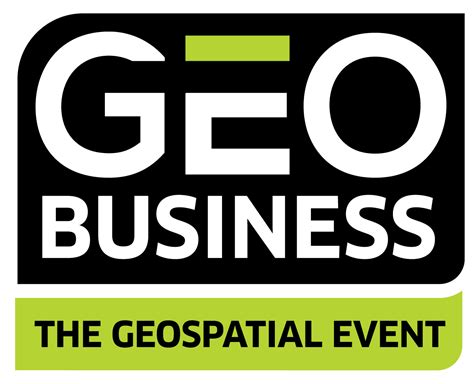 GEO
BUSINESS
THE GEOSPATIAL EVENT